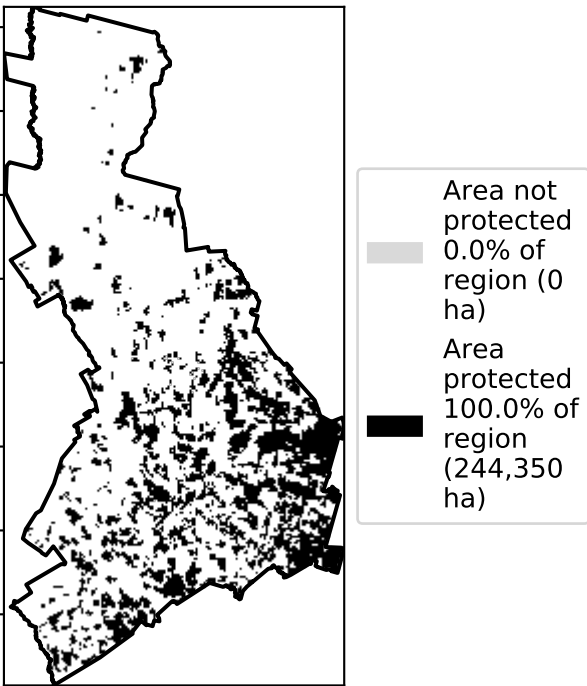 Area not
protected
0.0% of
region (0
ha)
Area
protected
100.0% of
region
(244,350
ha)